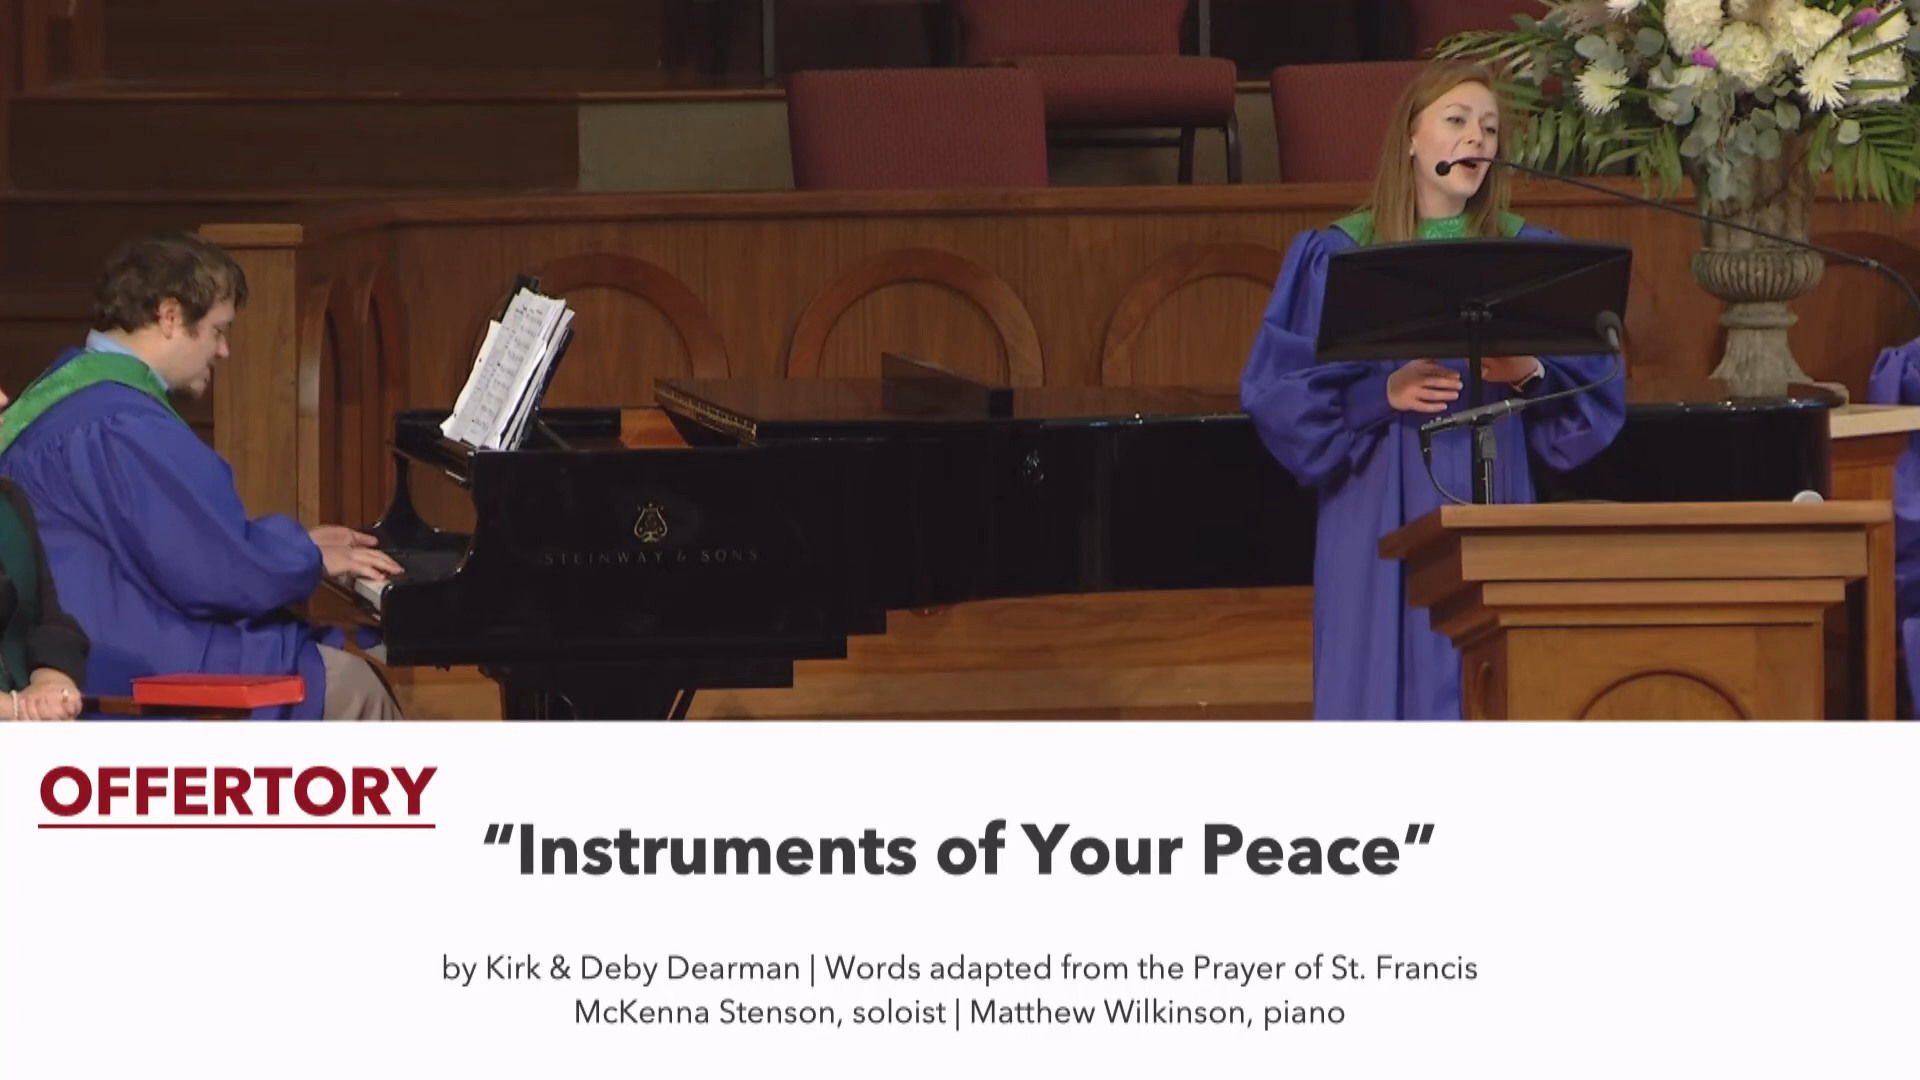 STEINWAY & SONS
OFFERTORY
“Instruments of Your Peace”
by Kirk & Deby Dearman | Words adapted from the Prayer of St. Francis
McKenna Stenson, soloist | Matthew Wilkinson, piano